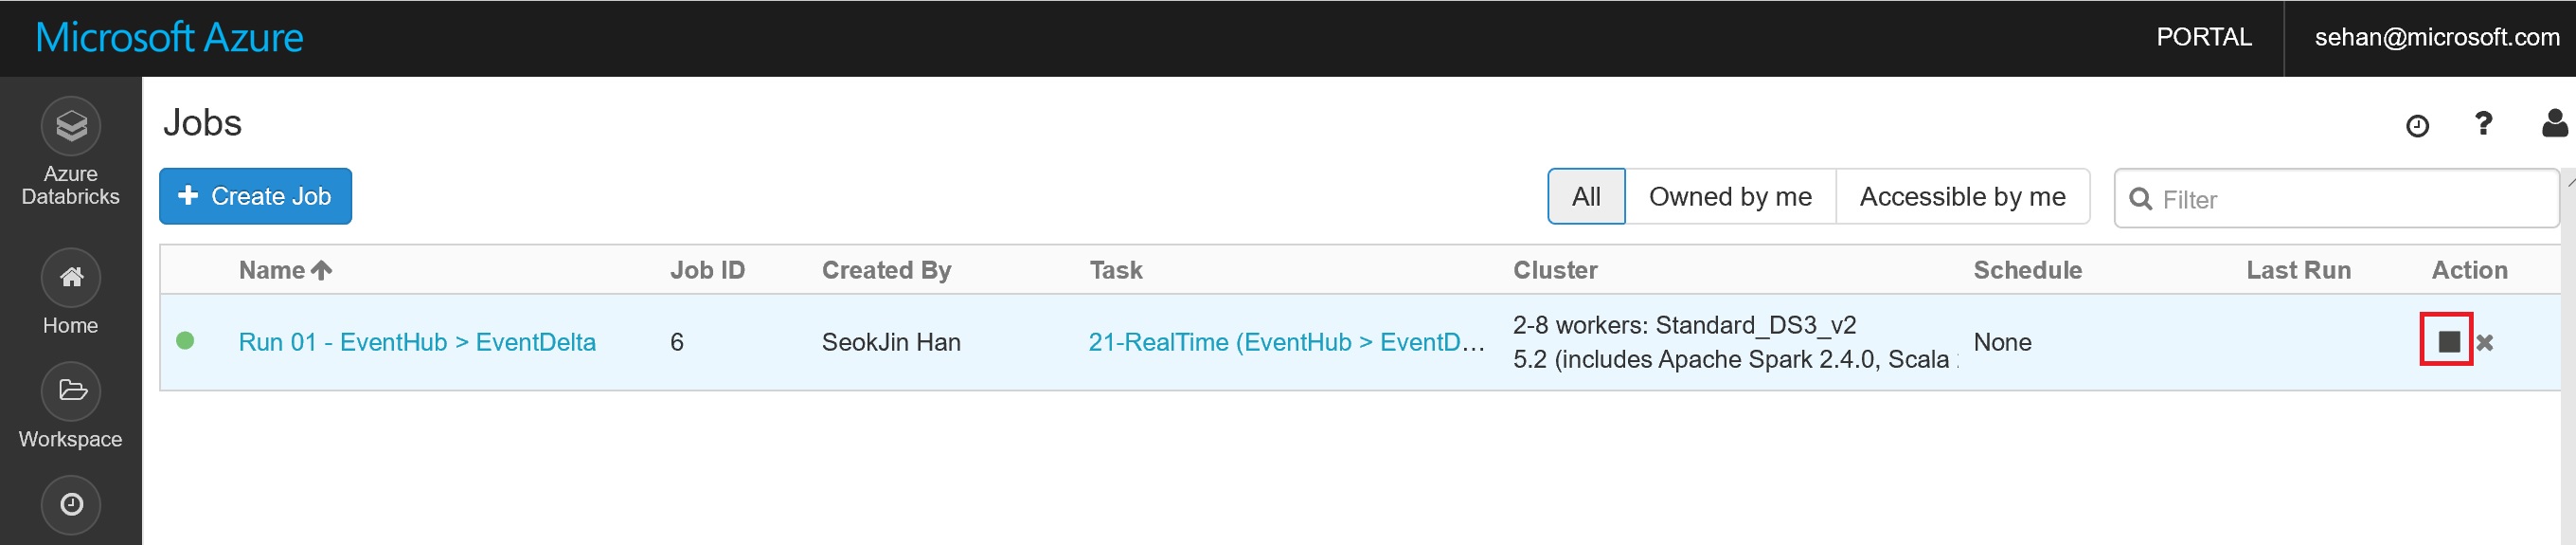 Microsoft Azure
PORTAL
sehan@microsoft.com
Azure
Databricks
Home
Workspace
Jobs
Create Job
All
Owned by me
Accessible by me
Filter
Name
Job ID
Created By
Task
Cluster
Schedule
Last Run
Action
Run 01 - EventHub > EventDelta
6
SeokJin Han
21-RealTime (EventHub > EventD...
2-8 workers: Standard_DS3_v2
5.2 (includes Apache Spark 2.4.0, Scala
None